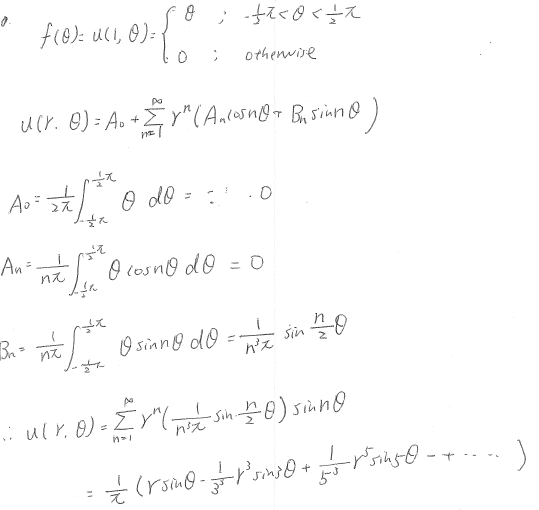 f(θ) = u(1, θ) = { θ ; -½π < θ < ½π
0 ; otherwise
u(r, θ) = A₀ + ∑_{n=1}^{∞} rⁿ (Aₙ cos nθ + Bₙ sin nθ)
A₀ = 1/2π ∫_{-½π}^{½π} θ dθ = 0
Aₙ = 1/nπ ∫_{-½π}^{½π} θ cos nθ dθ = 0
Bₙ = 1/nπ ∫_{-½π}^{½π} θ sin nθ dθ = 1/n³π sin n/2 θ
∴ u(r, θ) = ∑_{n=1}^{∞} rⁿ (1/n³π sin n/2 θ) sin nθ
= 1/π (r sin θ - 1/3³ r³ sin 3θ + 1/5³ r⁵ sin 5θ - + ·····)